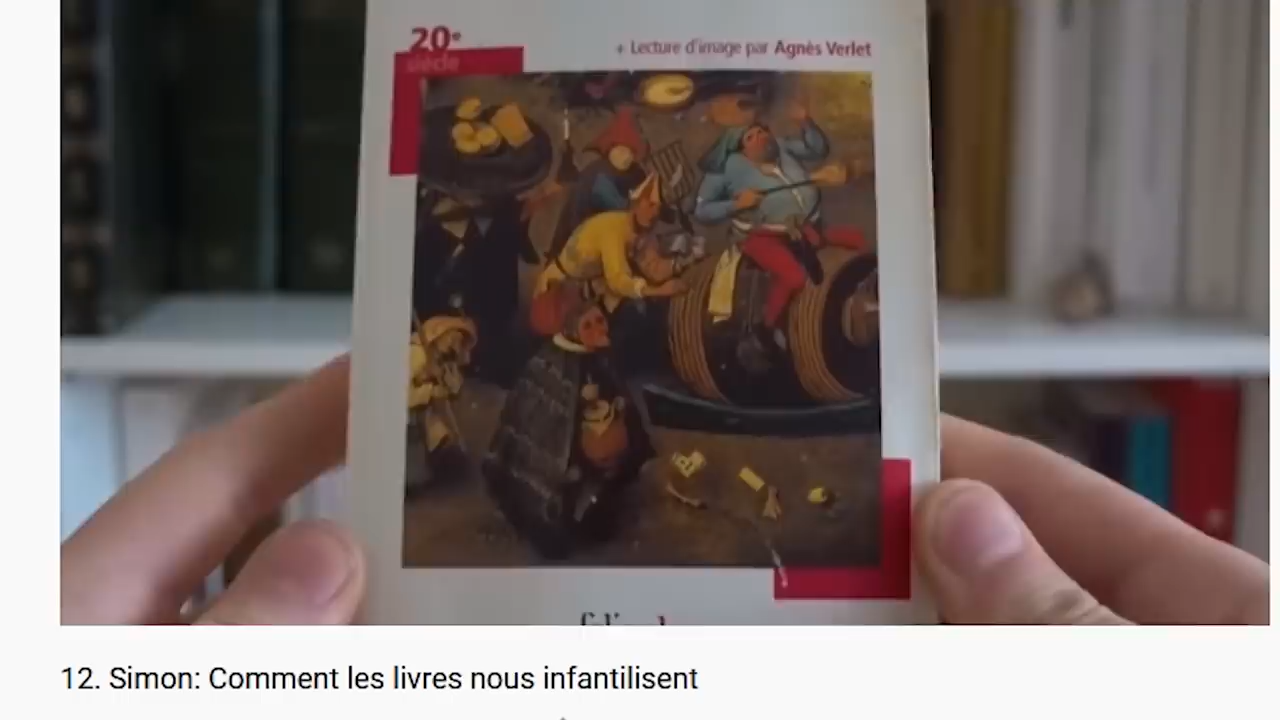 20e
siècle
+ Lecture d'image par Agnès Verlet
12. Simon: Comment les livres nous infantilisent